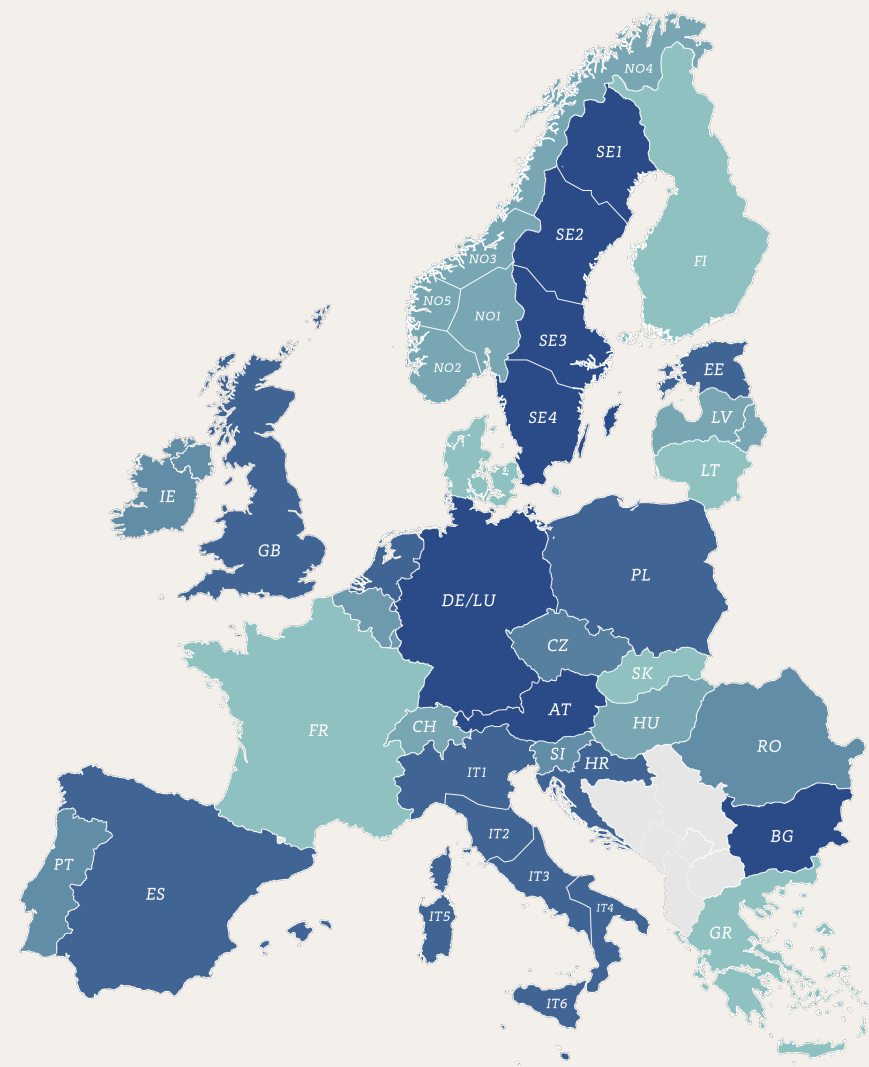 NO4
SE1
SE2
NO3
FI
NO5
NO1
SE3
NO2
EE
SE4
LV
LT
IE
GB
PL
DE/LU
CZ
SK
AT
HU
CH
FR
RO
SI
HR
IT1
IT2
BG
PT
IT3
ES
IT4
IT5
GR
IT6